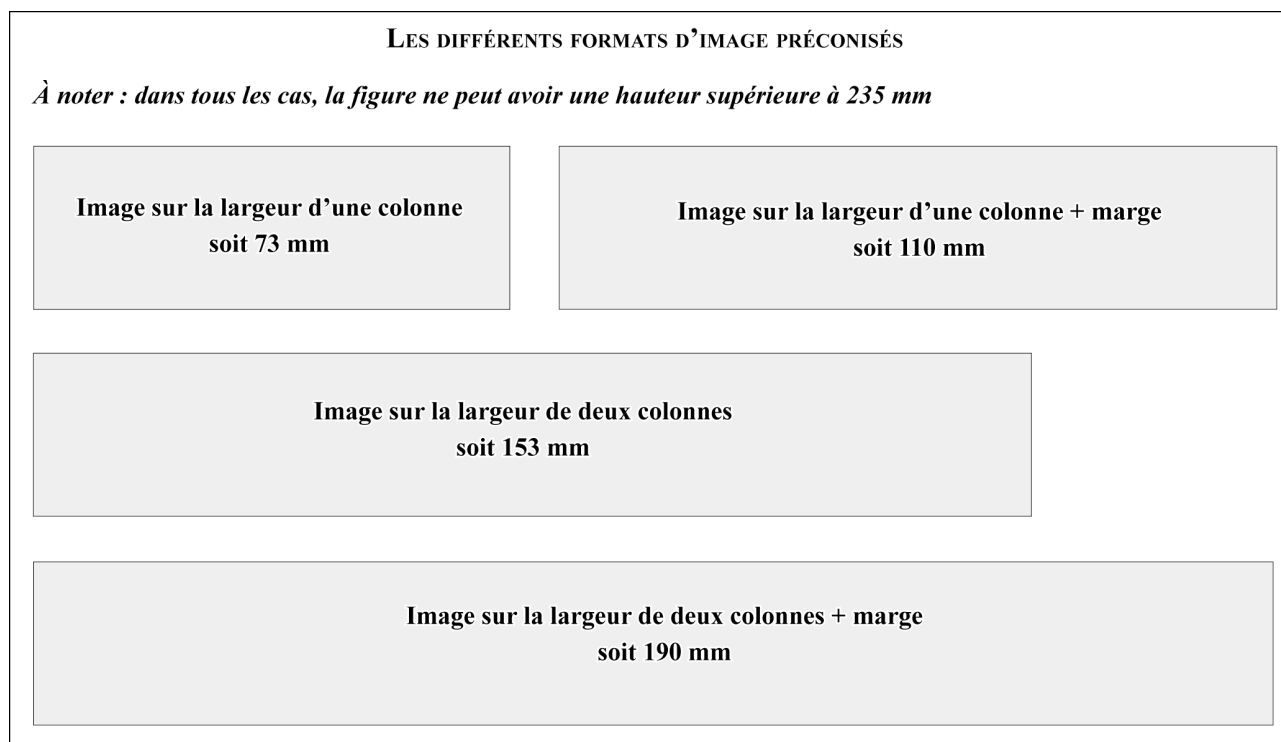 LES DIFFÉRENTS FORMATS D’IMAGE PRÉCONISÉS
À noter : dans tous les cas, la figure ne peut avoir une hauteur supérieure à 235 mm
Image sur la largeur d’une colonne
soit 73 mm
Image sur la largeur d’une colonne + marge
soit 110 mm
Image sur la largeur de deux colonnes
soit 153 mm
Image sur la largeur de deux colonnes + marge
soit 190 mm